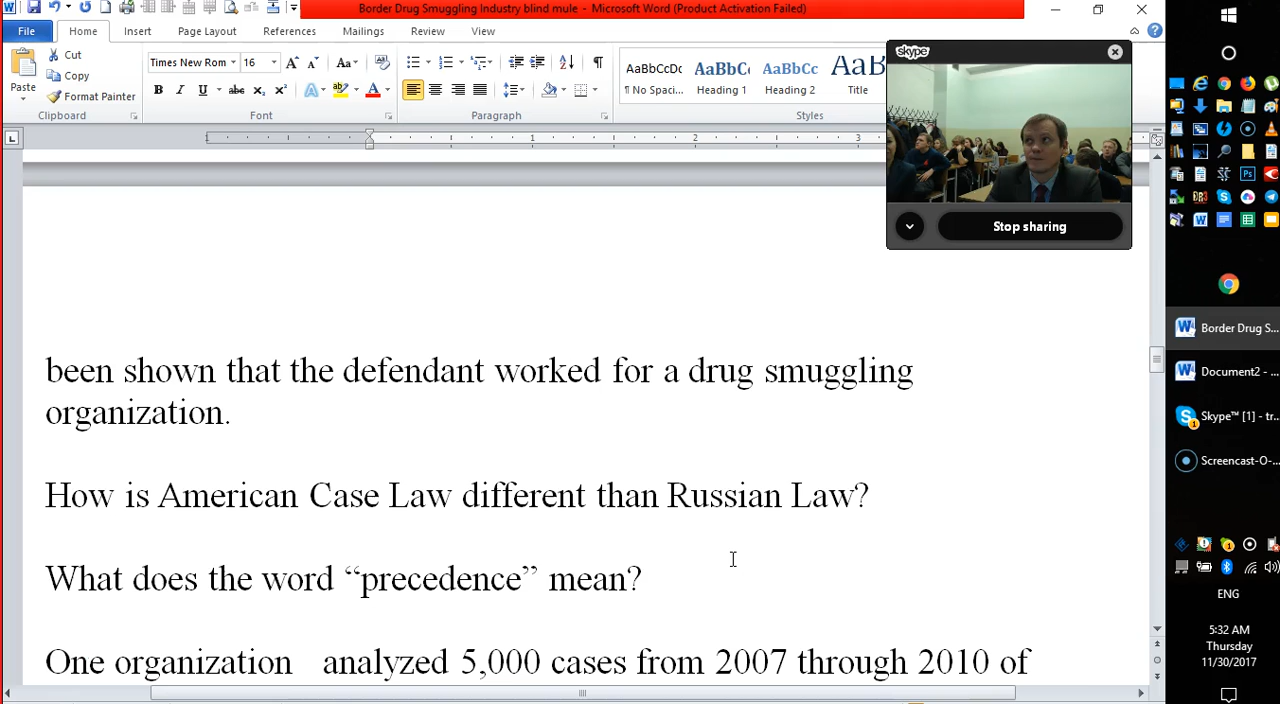 Border Drug Smuggling Industry blind mule - Microsoft Word (Product Activation Failed)
File Home Insert Page Layout References Mailings Review View
Paste
Cut
Copy
Format Painter
Times New Rom 16
AaBbCcDc AaBbCc AaBbCc AaB
¶ No Spaci... Heading 1 Heading 2 Title
Clipboard Font Paragraph Styles
1 2 3
skype
Stop sharing
been shown that the defendant worked for a drug smuggling
organization.
How is American Case Law different than Russian Law?
What does the word “precedence” mean?
One organization analyzed 5,000 cases from 2007 through 2010 of
Border Drug S...
Document2 - ...
Skype™ [1] - tr...
Screencast-O-...
ENG
5:32 AM
Thursday
11/30/2017